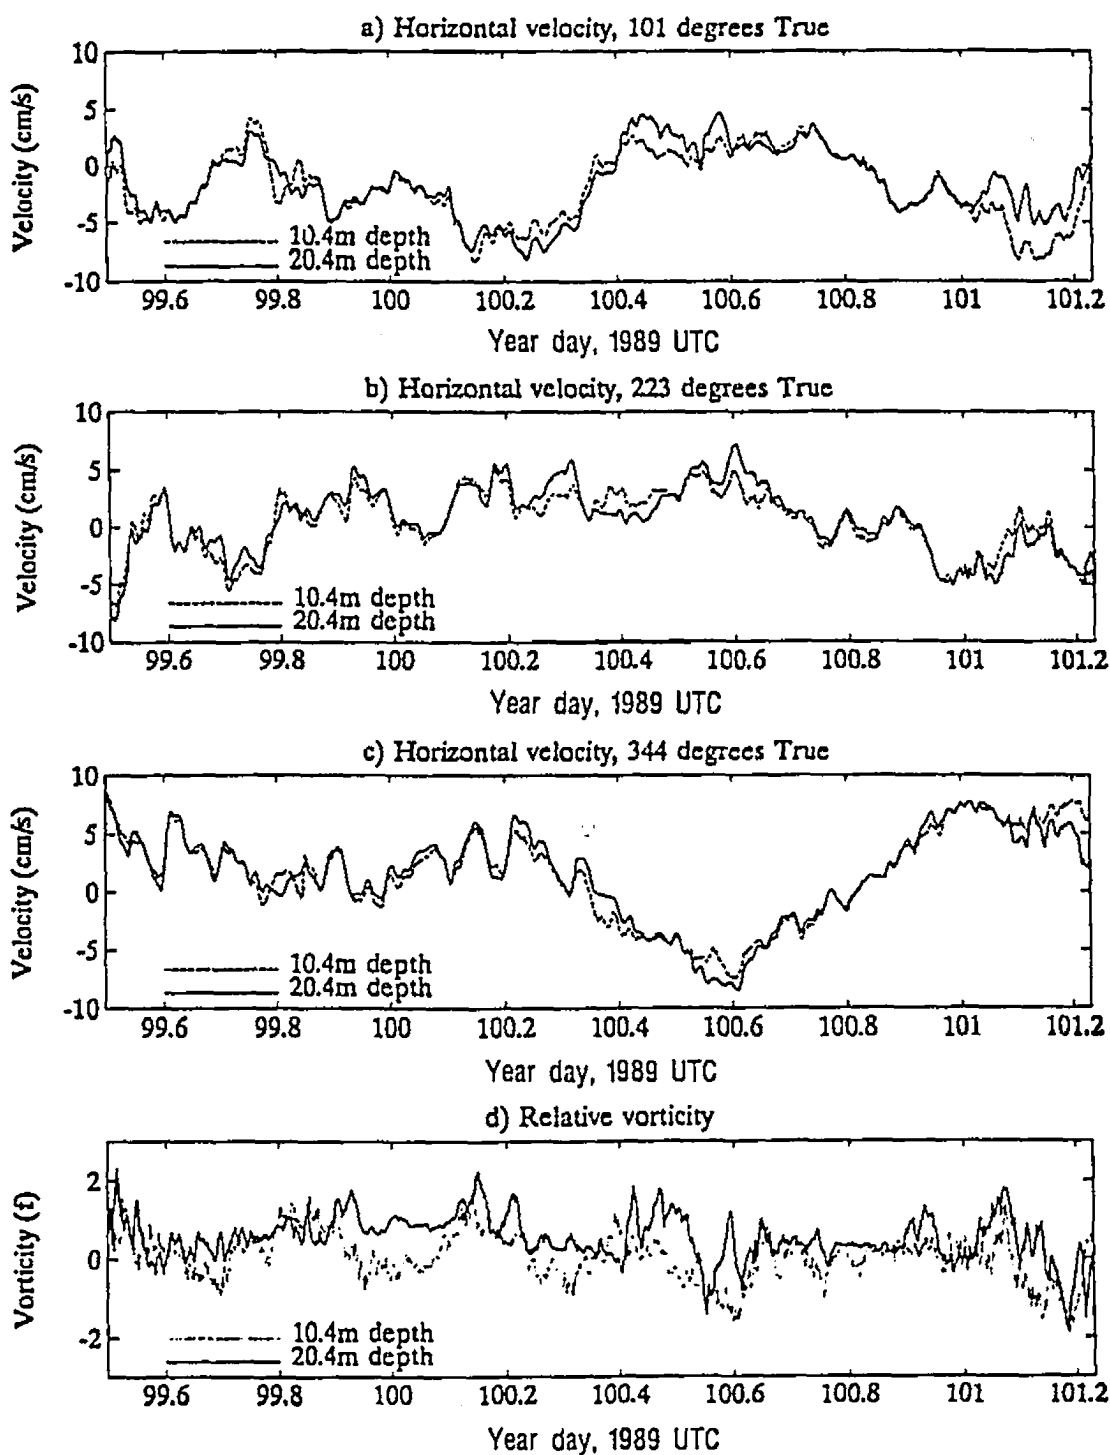 a) Horizontal velocity, 101 degrees True
Velocity (cm/s)
10
5
0
-5
-10
10.4m depth
20.4m depth
99.6 99.8 100 100.2 100.4 100.6 100.8 101 101.2
Year day, 1989 UTC
b) Horizontal velocity, 223 degrees True
Velocity (cm/s)
10
5
0
-5
-10
10.4m depth
20.4m depth
99.6 99.8 100 100.2 100.4 100.6 100.8 101 101.2
Year day, 1989 UTC
c) Horizontal velocity, 344 degrees True
Velocity (cm/s)
10
5
0
-5
-10
10.4m depth
20.4m depth
99.6 99.8 100 100.2 100.4 100.6 100.8 101 101.2
Year day, 1989 UTC
d) Relative vorticity
Vorticity (f)
2
0
-2
10.4m depth
20.4m depth
99.6 99.8 100 100.2 100.4 100.6 100.8 101 101.2
Year day, 1989 UTC